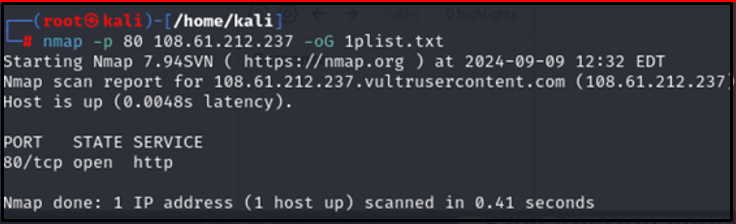 0 highlights
┌──(root㉿kali)-[/home/kali]
└─# nmap -p 80 108.61.212.237 -oG 1plist.txt
Starting Nmap 7.94SVN ( https://nmap.org ) at 2024-09-09 12:32 EDT
Nmap scan report for 108.61.212.237.vultrusercontent.com (108.61.212.237)
Host is up (0.0048s latency).
PORT   STATE SERVICE
80/tcp open  http
Nmap done: 1 IP address (1 host up) scanned in 0.41 seconds